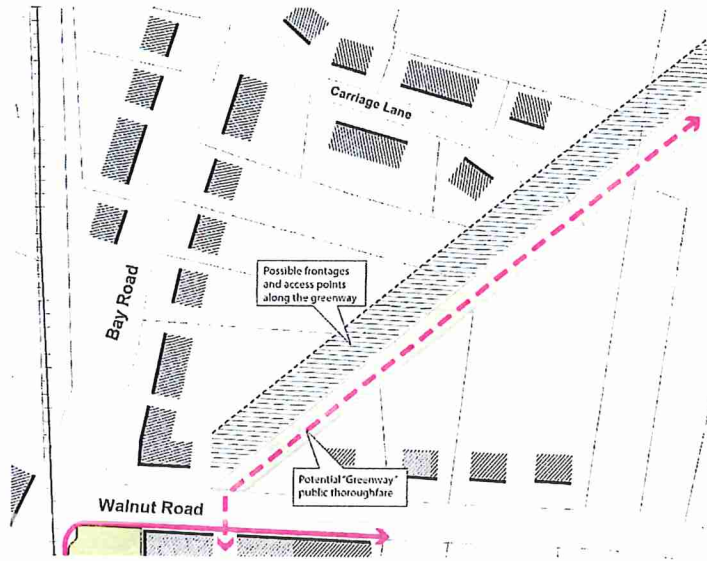 Carriage Lane
Possible frontages
and access points
along the greenway
Bay Road
Potential "Greenway"
public thoroughfare
Walnut Road